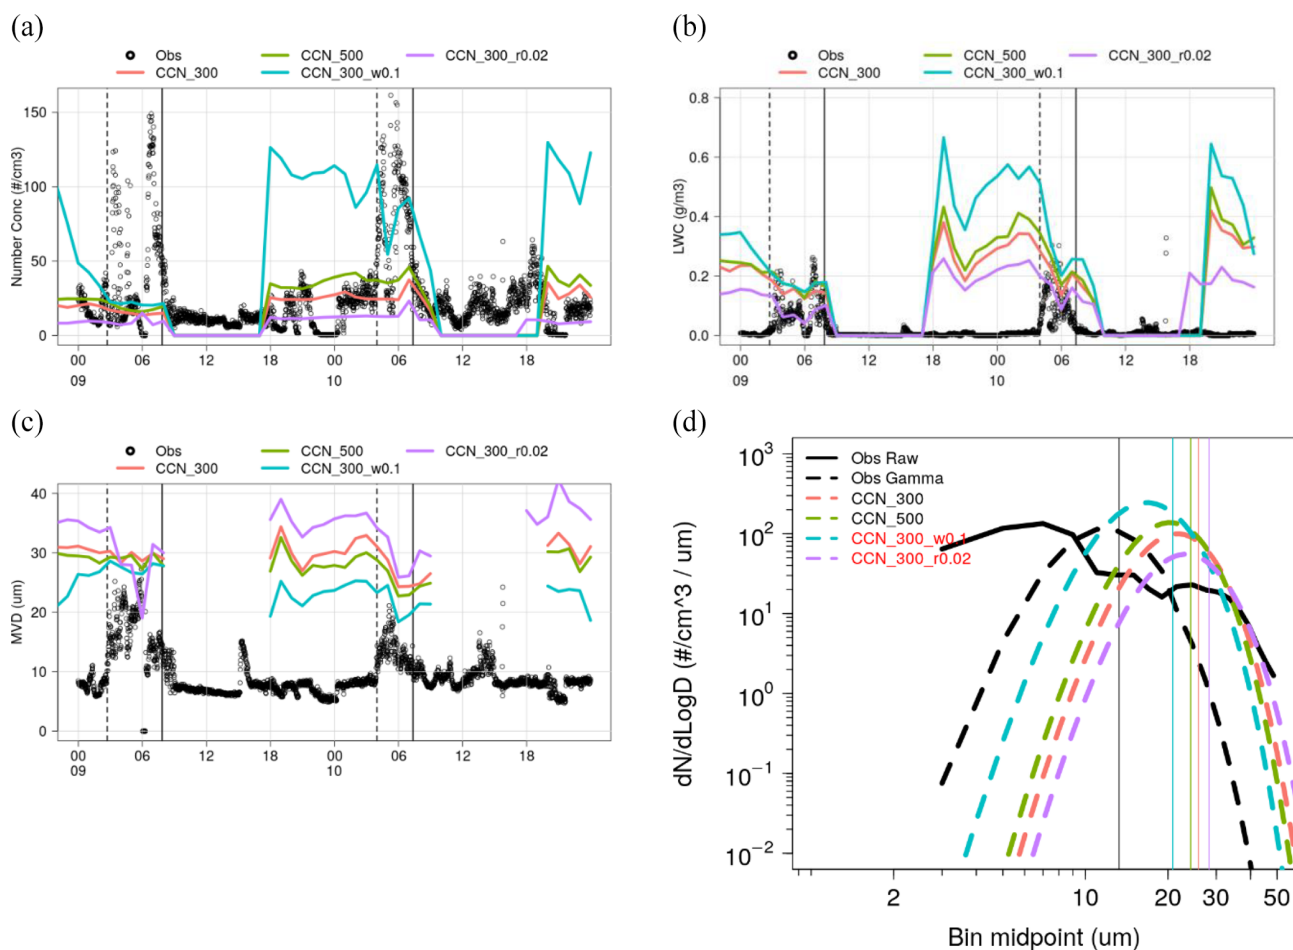 (a)
Obs
CCN_500
CCN_300_r0.02
CCN_300
CCN_300_w0.1
Number Conc (#/cm3)
150
100
50
0
00
06
12
18
00
06
12
18
09
10
(b)
Obs
CCN_500
CCN_300_r0.02
CCN_300
CCN_300_w0.1
LWC (g/m3)
0.8
0.6
0.4
0.2
0.0
00
06
12
18
00
06
12
18
09
10
(c)
Obs
CCN_500
CCN_300_r0.02
CCN_300
CCN_300_w0.1
MVD (um)
40
30
20
10
0
00
06
12
18
00
06
12
18
09
10
(d)
Obs Raw
Obs Gamma
CCN_300
CCN_500
CCN_300_w0.1
CCN_300_r0.02
dN/dLogD (#/cm^3 / um)
10³
10²
10¹
10⁰
10⁻¹
10⁻²
2
10
20
30
50
Bin midpoint (um)